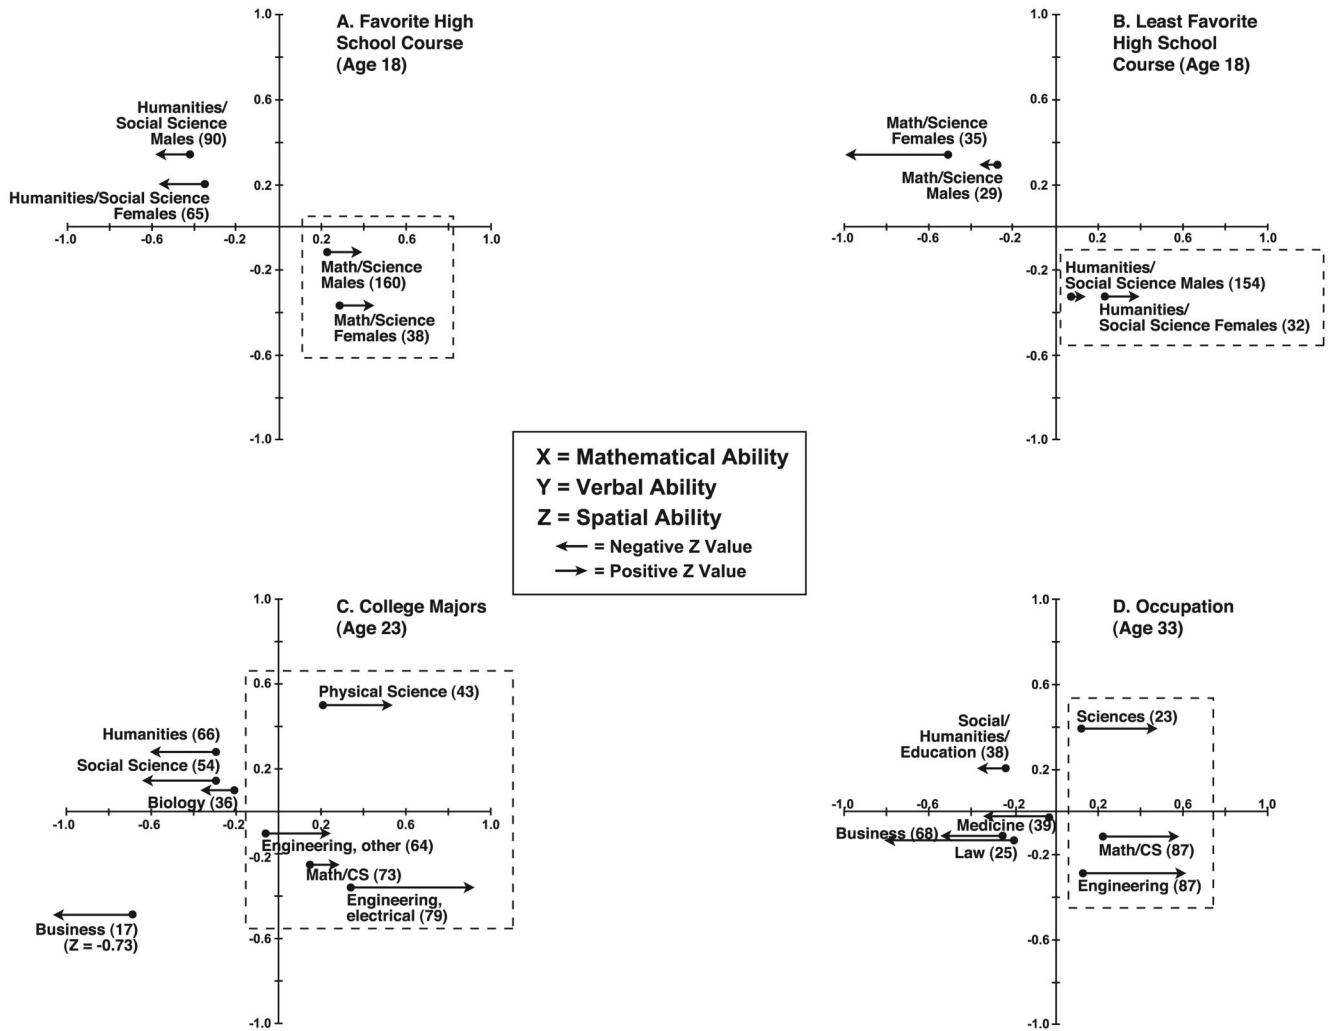 A. Favorite High
School Course
(Age 18)
1.0
0.6
0.2
-0.2
-0.6
-1.0
-1.0
-0.6
-0.2
0.2
0.6
1.0
Humanities/
Social Science
Males (90)
Humanities/Social Science
Females (65)
Math/Science
Males (160)
Math/Science
Females (38)
B. Least Favorite
High School
Course (Age 18)
1.0
0.6
0.2
-0.2
-0.6
-1.0
-1.0
-0.6
-0.2
0.2
0.6
1.0
Math/Science
Females (35)
Math/Science
Males (29)
Humanities/
Social Science Males (154)
Humanities/
Social Science Females (32)
X = Mathematical Ability
Y = Verbal Ability
Z = Spatial Ability
= Negative Z Value
= Positive Z Value
C. College Majors
(Age 23)
1.0
0.6
0.2
-0.2
-0.6
-1.0
-1.0
-0.6
-0.2
0.2
0.6
1.0
Physical Science (43)
Humanities (66)
Social Science (54)
Biology (36)
Engineering, other (64)
Math/CS (73)
Engineering,
electrical (79)
Business (17)
(Z = -0.73)
D. Occupation
(Age 33)
1.0
0.6
0.2
-0.2
-0.6
-1.0
-1.0
-0.6
-0.2
0.2
0.6
1.0
Social/
Humanities/
Education (38)
Sciences (23)
Medicine (39)
Business (68)
Law (25)
Math/CS (87)
Engineering (87)